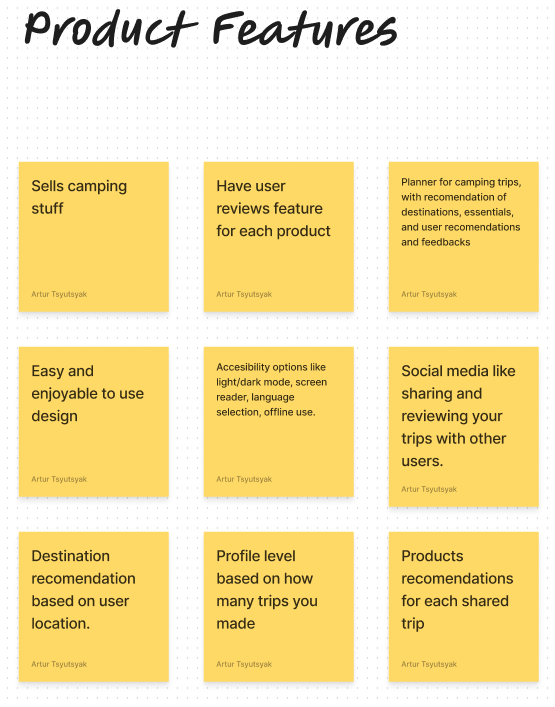 Product Features
Sells camping
stuff
Artur Tsyutsyak
Have user
reviews feature
for each product
Artur Tsyutsyak
Planner for camping trips,
with recomendation of
destinations, essentials,
and user recomendations
and feedbacks
Artur Tsyutsyak
Easy and
enjoyable to use
design
Artur Tsyutsyak
Accesibility options like
light/dark mode, screen
reader, language
selection, offline use.
Artur Tsyutsyak
Social media like
sharing and
reviewing your
trips with other
users.
Artur Tsyutsyak
Destination
recomendation
based on user
location.
Artur Tsyutsyak
Profile level
based on how
many trips you
made
Artur Tsyutsyak
Products
recomendations
for each shared
trip
Artur Tsyutsyak